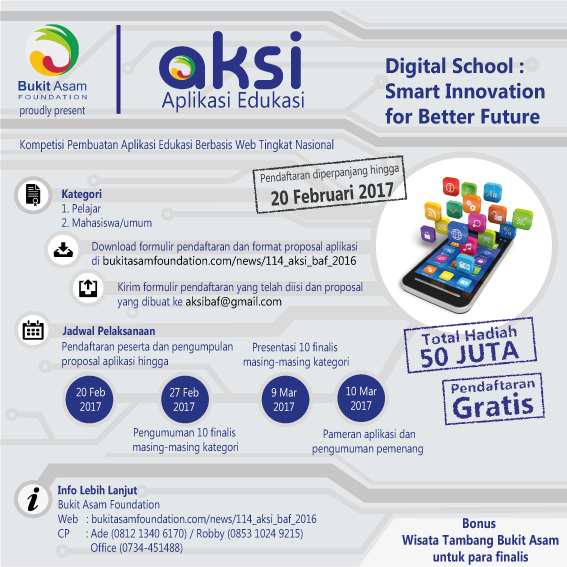 Bukit Asam
FOUNDATION
proudly present
aksi
Aplikasi Edukasi
Digital School :
Smart Innovation
for Better Future
Kompetisi Pembuatan Aplikasi Edukasi Berbasis Web Tingkat Nasional
Pendaftaran diperpanjang hingga
20 Februari 2017
Kategori
1. Pelajar
2. Mahasiswa/umum
Download formulir pendaftaran dan format proposal aplikasi
di bukitasamfoundation.com/news/114_aksi_baf_2016
Kirim formulir pendaftaran yang telah diisi dan proposal
yang dibuat ke aksibaf@gmail.com
Total Hadiah
50 JUTA
Pendaftaran
Gratis
Jadwal Pelaksanaan
Pendaftaran peserta dan pengumpulan
proposal aplikasi hingga
20 Feb
2017
27 Feb
2017
Pengumuman 10 finalis
masing-masing kategori
Presentasi 10 finalis
masing-masing kategori
9 Mar
2017
10 Mar
2017
Pameran aplikasi dan
pengumuman pemenang
Info Lebih Lanjut
Bukit Asam Foundation
Web : bukitasamfoundation.com/news/114_aksi_baf_2016
CP : Ade (0812 1340 6170) / Robby (0853 1024 9215)
Office (0734-451488)
Bonus
Wisata Tambang Bukit Asam
untuk para finalis